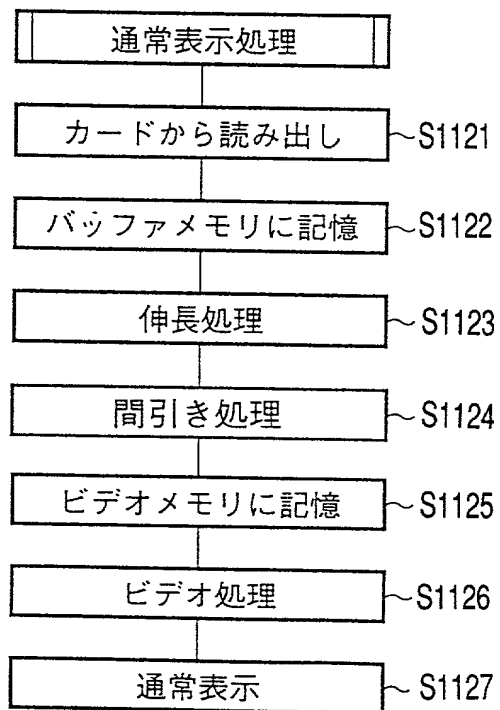 通常表示処理
カードから読み出し ~S1121
バッファメモリに記憶 ~S1122
伸長処理 ~S1123
間引き処理 ~S1124
ビデオメモリに記憶 ~S1125
ビデオ処理 ~S1126
通常表示 ~S1127